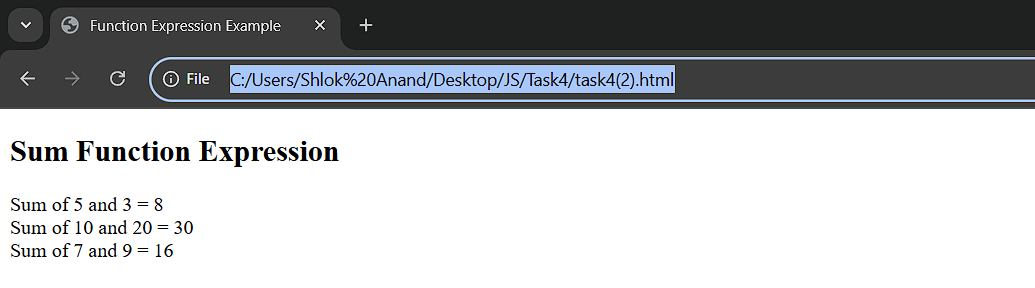 Function Expression Example
File C:/Users/Shlok%20Anand/Desktop/JS/Task4/task4(2).html
Sum Function Expression
Sum of 5 and 3 = 8
Sum of 10 and 20 = 30
Sum of 7 and 9 = 16